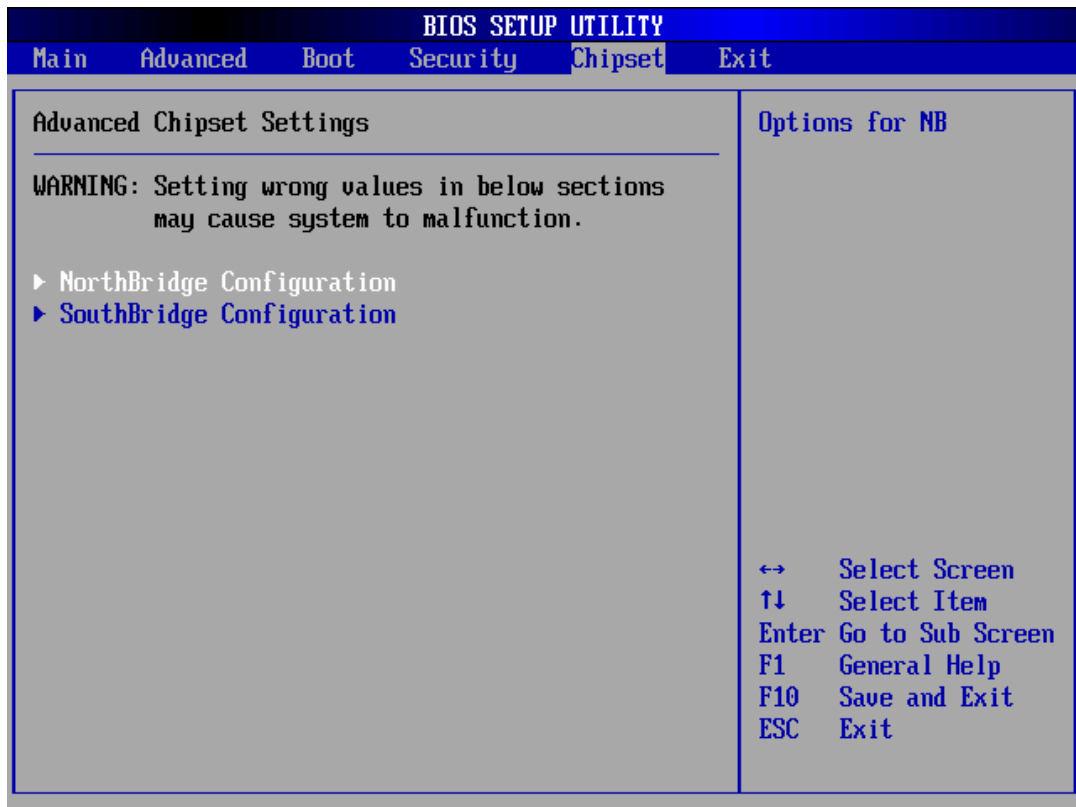 BIOS SETUP UTILITY
Main Advanced Boot Security Chipset Exit
Advanced Chipset Settings
WARNING: Setting wrong values in below sections
may cause system to malfunction.
▶ NorthBridge Configuration
▶ SouthBridge Configuration
Options for NB
↔ Select Screen
↑↓ Select Item
Enter Go to Sub Screen
F1 General Help
F10 Save and Exit
ESC Exit